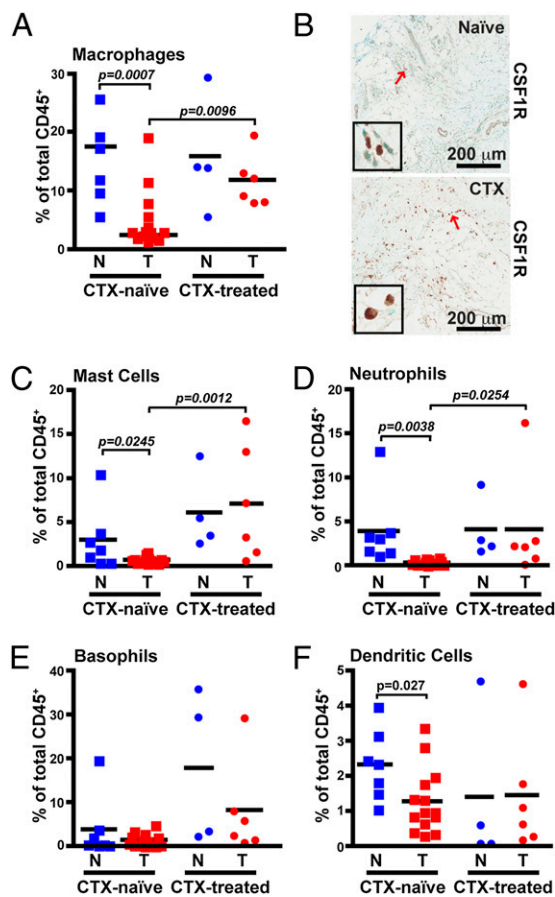 A
Macrophages
% of total CD45+
30
20
10
0
p=0.0007
p=0.0096
N T N T
CTX-naïve CTX-treated
B
Naïve
CSF1R
200 µm
CTX
CSF1R
200 µm
C
Mast Cells
% of total CD45+
20
15
10
5
0
p=0.0245
p=0.0012
N T N T
CTX-naïve CTX-treated
D
Neutrophils
% of total CD45+
20
15
10
5
0
p=0.0038
p=0.0254
N T N T
CTX-naïve CTX-treated
E
Basophils
% of total CD45+
40
30
20
10
0
N T N T
CTX-naïve CTX-treated
F
Dendritic Cells
% of total CD45+
5
4
3
2
1
0
p=0.027
N T N T
CTX-naïve CTX-treated